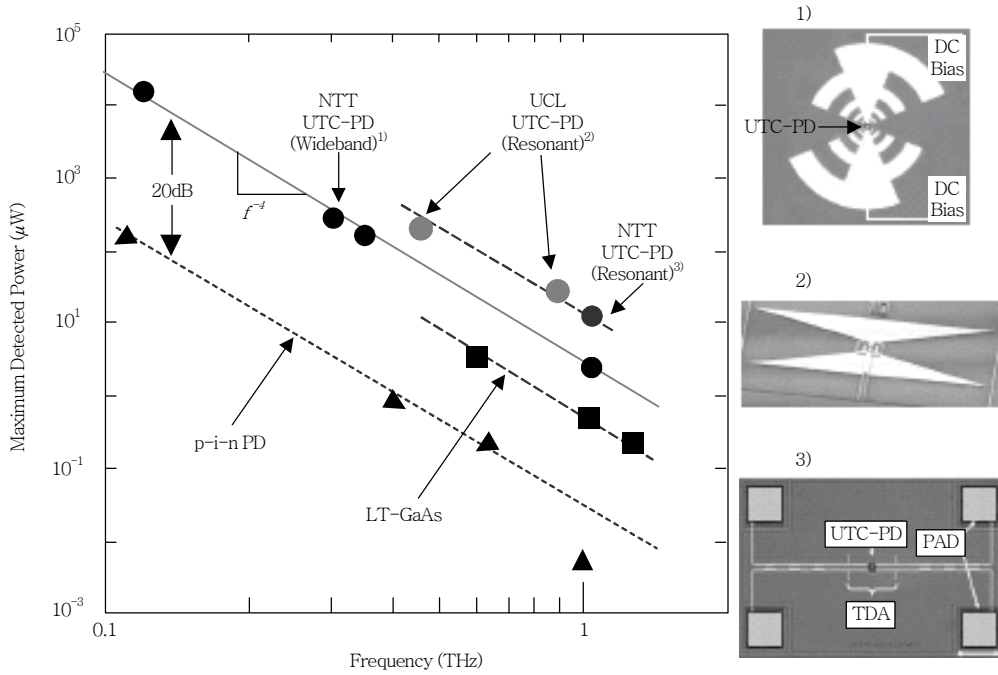 10^5
10^3
10^1
10^-1
10^-3
Maximum Detected Power (μW)
0.1
1
Frequency (THz)
20dB
f^-4
NTT
UTC-PD
(Wideband)^1)
UCL
UTC-PD
(Resonant)^2)
NTT
UTC-PD
(Resonant)^3)
p-i-n PD
LT-GaAs
1)
DC
Bias
UTC-PD
DC
Bias
2)
3)
UTC-PD
PAD
TDA